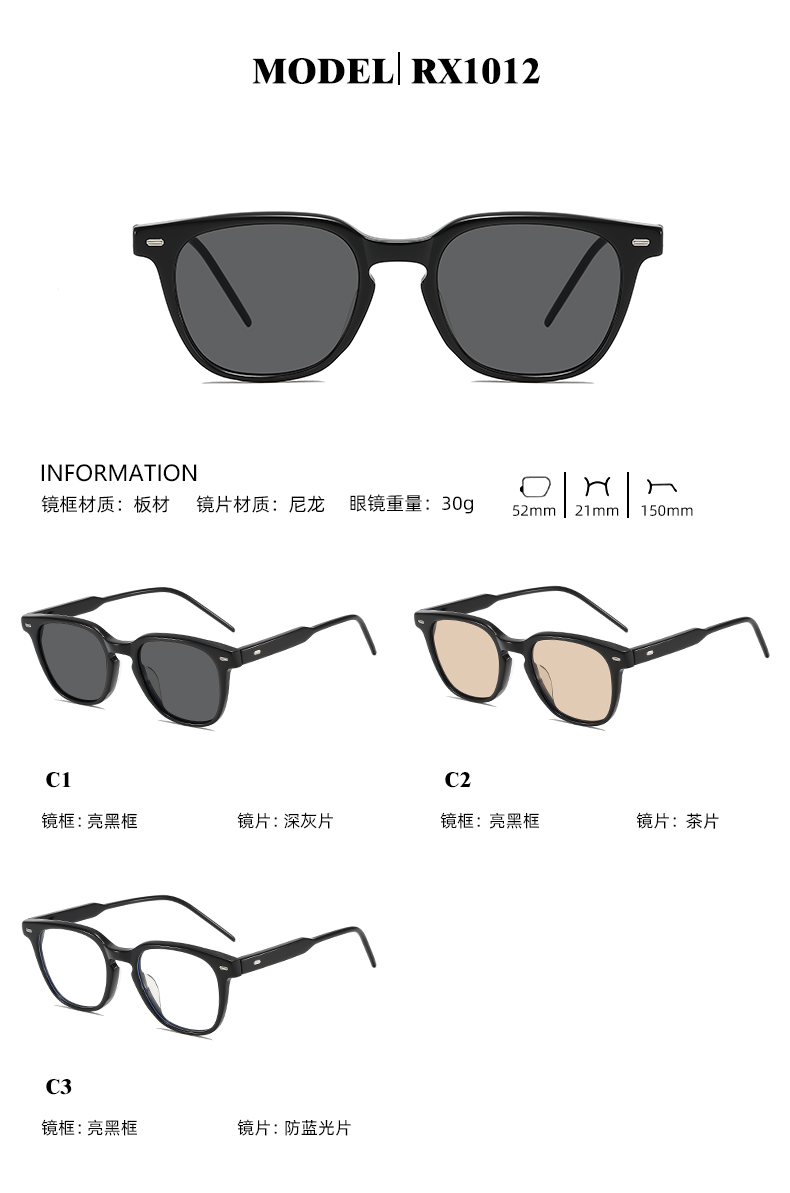 MODEL RX1012
INFORMATION
镜框材质：板材 镜片材质：尼龙 眼镜重量：30g
52mm 21mm 150mm
C1 C2
镜框：亮黑框 镜片：深灰片 镜框：亮黑框 镜片：茶片
C3
镜框：亮黑框 镜片：防蓝光片